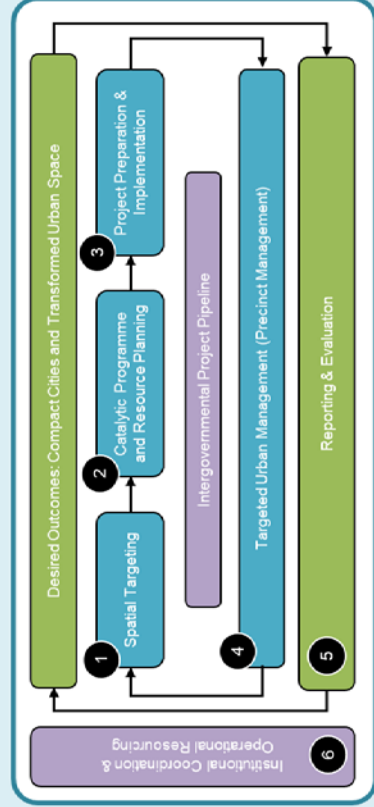 Desired Outcomes: Compact Cities and Transformed Urban Space
1
Spatial Targeting
2
Catalytic Programme
and Resource Planning
3
Project Preparation &
Implementation
Intergovernmental Project Pipeline
4
Targeted Urban Management (Precinct Management)
5
Reporting & Evaluation
6
Institutional Coordination &
Operational Resourcing